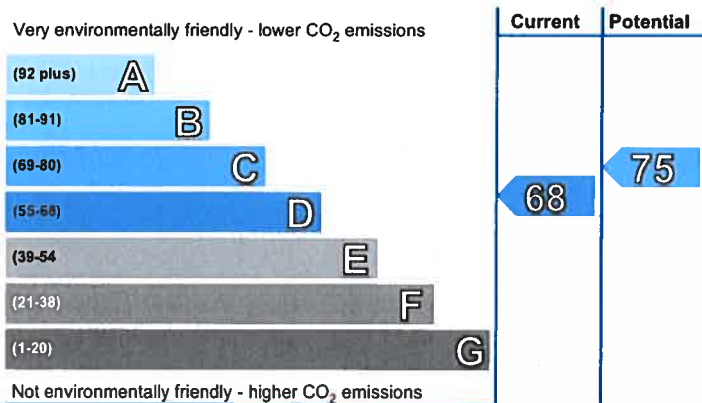 Current Potential
Very environmentally friendly - lower CO₂ emissions
(92 plus) A
(81-91) B
(69-80) C
75
(55-68) D
68
(39-54 E
(21-38) F
(1-20) G
Not environmentally friendly - higher CO₂ emissions